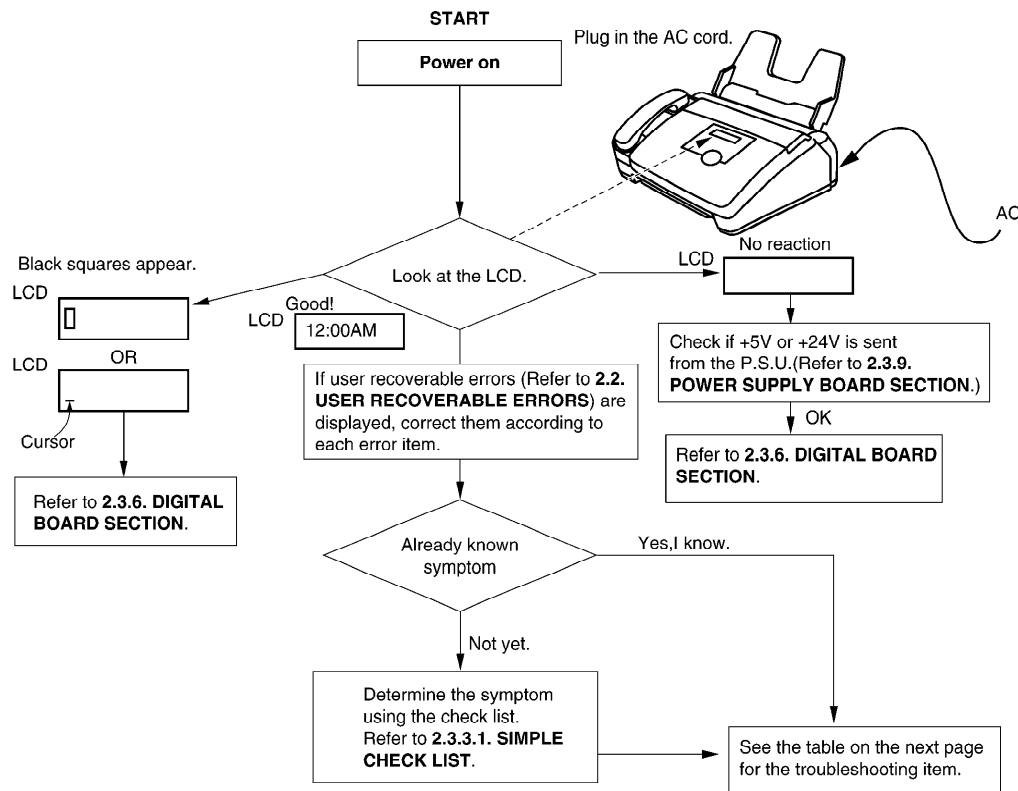 START
Power on
Plug in the AC cord.
AC
Look at the LCD.
Black squares appear.
LCD
OR
LCD
Cursor
Refer to 2.3.6. DIGITAL
BOARD SECTION.
Good!
LCD 12:00AM
No reaction
LCD
Check if +5V or +24V is sent
from the P.S.U.(Refer to 2.3.9.
POWER SUPPLY BOARD SECTION.)
OK
Refer to 2.3.6. DIGITAL BOARD
SECTION.
If user recoverable errors (Refer to 2.2.
USER RECOVERABLE ERRORS) are
displayed, correct them according to
each error item.
Already known
symptom
Yes,I know.
Not yet.
Determine the symptom
using the check list.
Refer to 2.3.3.1. SIMPLE
CHECK LIST.
See the table on the next page
for the troubleshooting item.